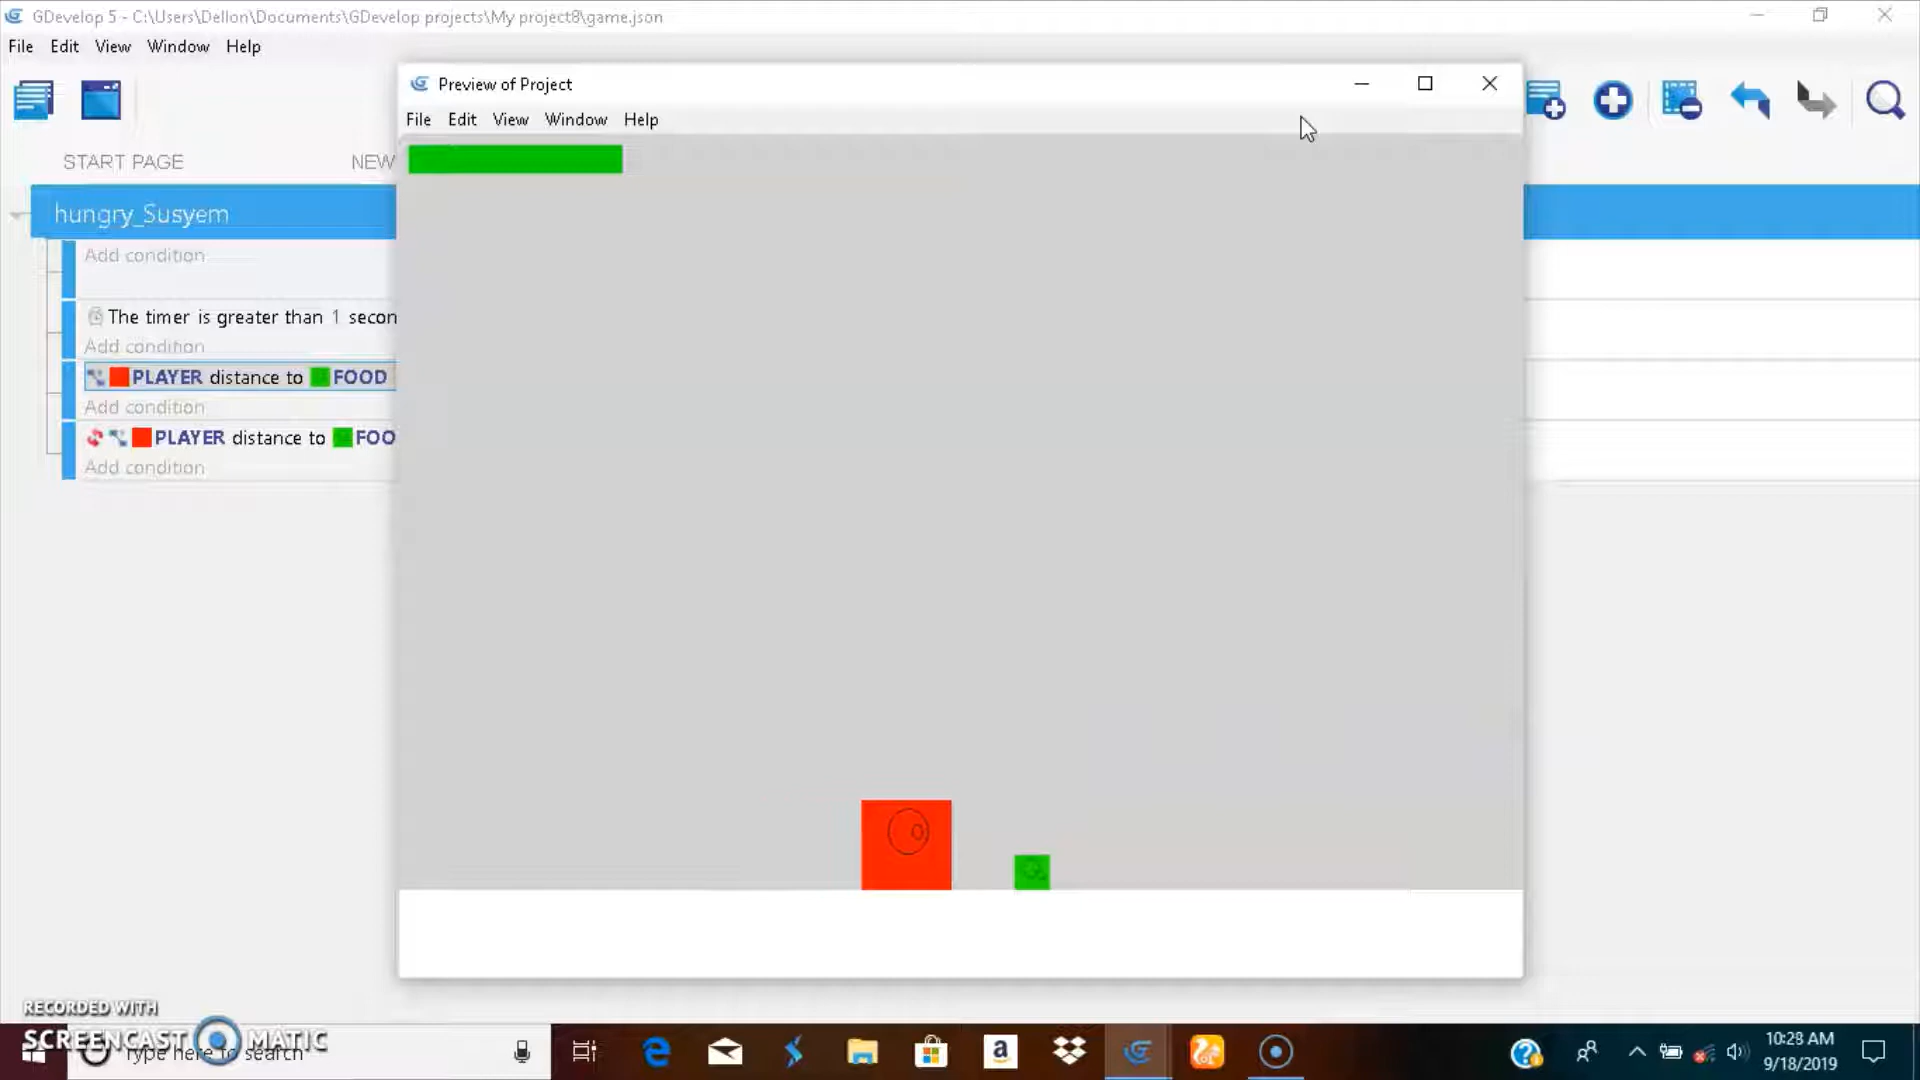 GDevelop 5 - C:\Users\Dellon\Documents\GDevelop projects\My project8\game.json
File Edit View Window Help
Preview of Project
File Edit View Window Help
START PAGE NEW
hungry_Susyem
Add condition
The timer is greater than 1 secon
Add condition
PLAYER distance to FOOD
Add condition
PLAYER distance to FOO
Add condition
RECORDED WITH
SCREENCAST MATIC
Type here to search
10:28 AM
9/18/2019